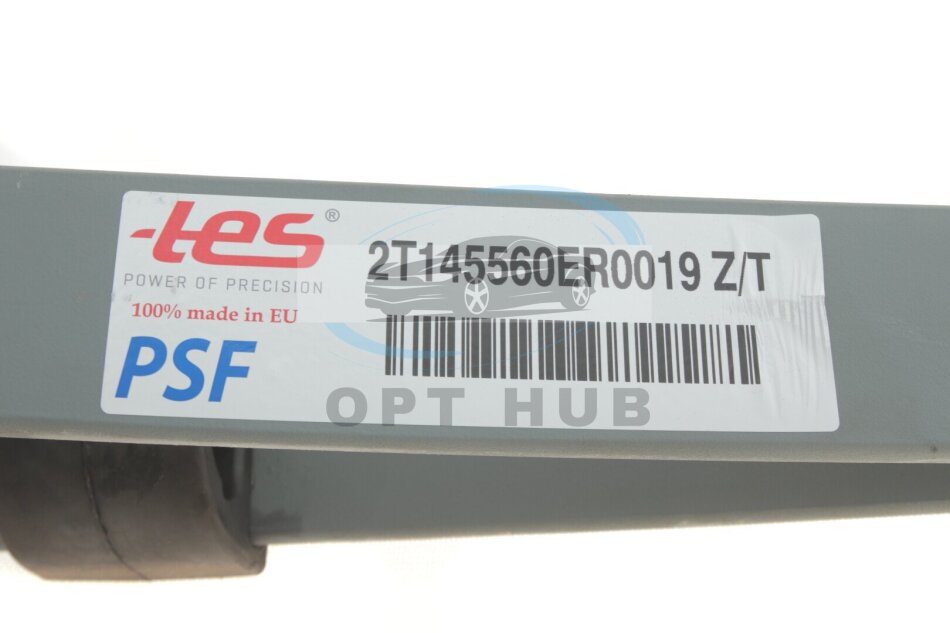 -tes®
POWER OF PRECISION
100% made in EU
PSF
2T145560ER0019 Z/T
OPT HUB